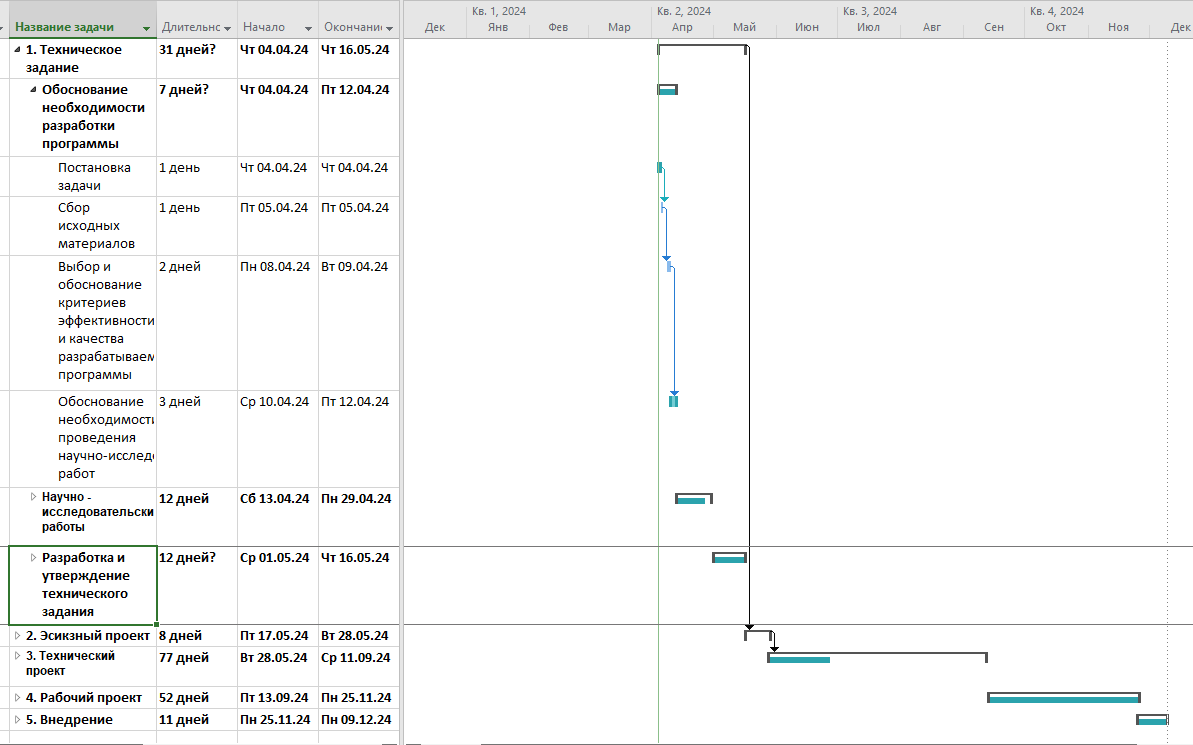 Кв. 1, 2024 Кв. 2, 2024 Кв. 3, 2024 Кв. 4, 2024
Название задачи Длительнс Начало Окончани Дек Янв Фев Мар Апр Май Июн Июл Авг Сен Окт Ноя Дек
1. Техническое 31 дней? Чт 04.04.24 Чт 16.05.24
задание
Обоснование 7 дней? Чт 04.04.24 Пт 12.04.24
необходимости
разработки
программы
Постановка 1 день Чт 04.04.24 Чт 04.04.24
задачи
Сбор 1 день Пт 05.04.24 Пт 05.04.24
исходных
материалов
Выбор и 2 дней Пн 08.04.24 Вт 09.04.24
обоснование
критериев
эффективности
и качества
разрабатываем
программы
Обоснование 3 дней Ср 10.04.24 Пт 12.04.24
необходимости
проведения
научно-исследо
работ
Научно - 12 дней Сб 13.04.24 Пн 29.04.24
исследовательски
работы
Разработка и 12 дней? Ср 01.05.24 Чт 16.05.24
утверждение
технического
задания
2. Эсикзный проект 8 дней Пт 17.05.24 Вт 28.05.24
3. Технический 77 дней Вт 28.05.24 Ср 11.09.24
проект
4. Рабочий проект 52 дней Пт 13.09.24 Пн 25.11.24
5. Внедрение 11 дней Пн 25.11.24 Пн 09.12.24